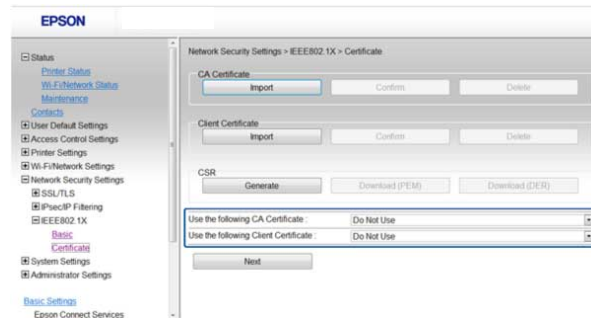 EPSON
Status
Printer Status
Wi-Fi/Network Status
Maintenance
Contacts
User Default Settings
Access Control Settings
Printer Settings
Wi-Fi/Network Settings
Network Security Settings
SSL/TLS
IPsec/IP Filtering
IEEE802.1X
Basic
Certificate
System Settings
Administrator Settings
Basic Settings
Epson Connect Services
Network Security Settings > IEEE802.1X > Certificate
CA Certificate
Import Confirm Delete
Client Certificate
Import Confirm Delete
CSR
Generate Download (PEM) Download (DER)
Use the following CA Certificate : Do Not Use
Use the following Client Certificate : Do Not Use
Next